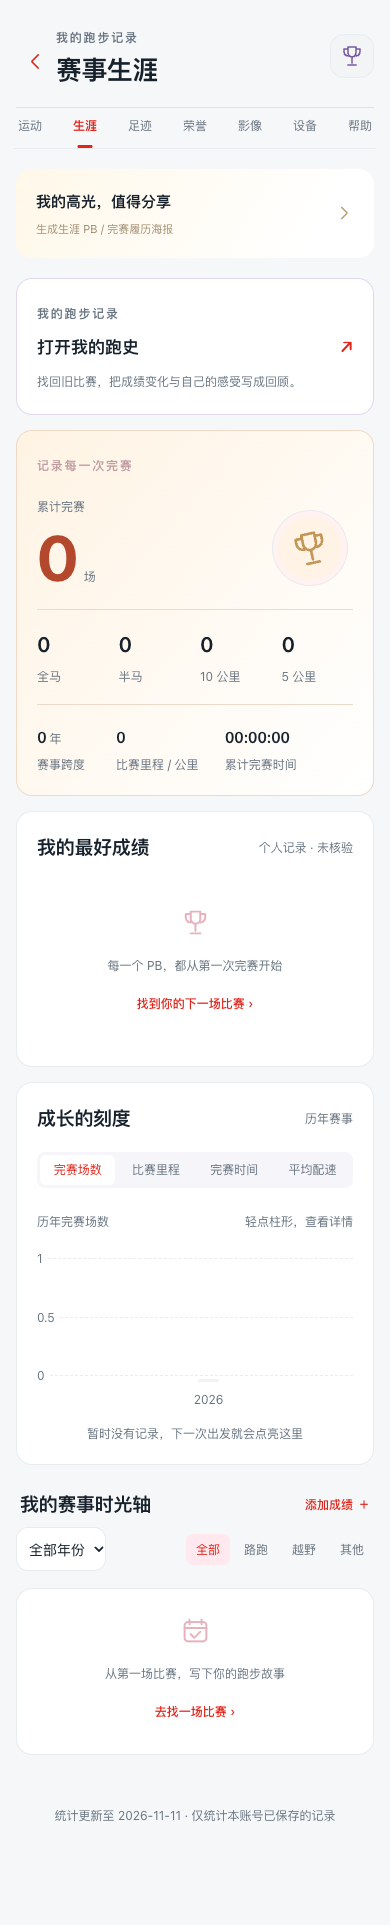 我的跑步记录
赛事生涯
运动 生涯 足迹 荣誉 影像 设备 帮助
我的高光，值得分享
生成生涯 PB / 完赛履历海报
我的跑步记录
打开我的跑史
找回旧比赛，把成绩变化与自己的感受写成回顾。
记录每一次完赛
累计完赛
0 场
0 0 0 0
全马 半马 10 公里 5 公里
0 年 0 00:00:00
赛事跨度 比赛里程 / 公里 累计完赛时间
我的最好成绩 个人记录 · 未核验
每一个 PB，都从第一次完赛开始
找到你的下一场比赛 ›
成长的刻度 历年赛事
完赛场数 比赛里程 完赛时间 平均配速
历年完赛场数 轻点柱形，查看详情
1
0.5
0
2026
暂时没有记录，下一次出发就会点亮这里
我的赛事时光轴 添加成绩 +
全部年份 全部 路跑 越野 其他
从第一场比赛，写下你的跑步故事
去找一场比赛 ›
统计更新至 2026-11-11 · 仅统计本账号已保存的记录